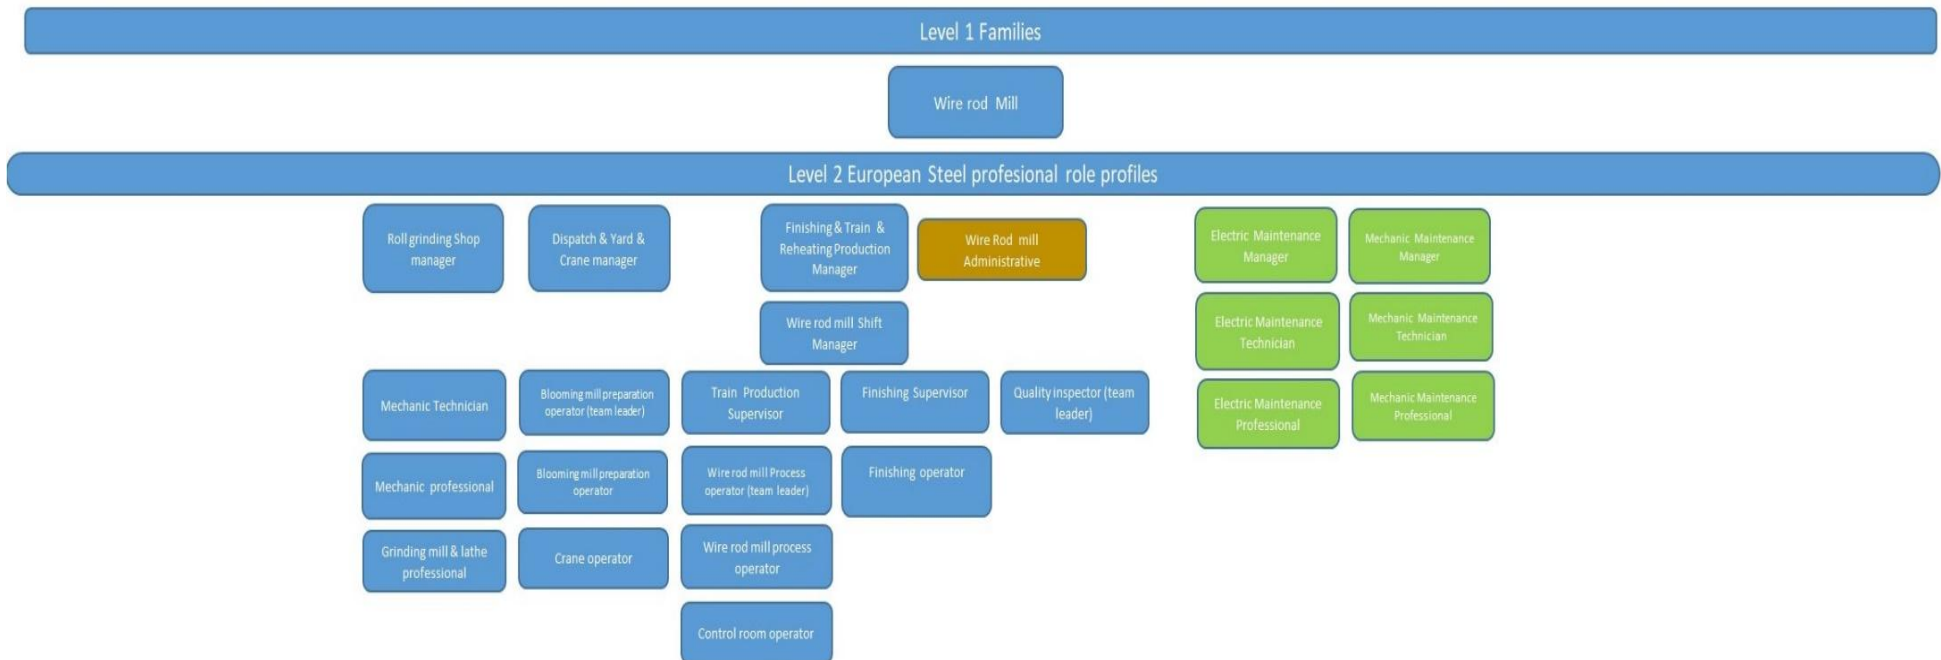 Level 1 Families
Wire rod Mill
Level 2 European Steel profesional role profiles
Roll grinding Shop
manager
Dispatch & Yard &
Crane manager
Finishing & Train &
Reheating Production
Manager
Wire Rod mill
Administrative
Electric Maintenance
Manager
Mechanic Maintenance
Manager
Wire rod mill Shift
Manager
Electric Maintenance
Technician
Mechanic Maintenance
Technician
Mechanic Technician
Blooming mill preparation
operator (team leader)
Train Production
Supervisor
Finishing Supervisor
Quality inspector (team
leader)
Electric Maintenance
Professional
Mechanic Maintenance
Professional
Mechanic professional
Blooming mill preparation
operator
Wire rod mill Process
operator (team leader)
Finishing operator
Grinding mill & lathe
professional
Crane operator
Wire rod mill process
operator
Control room operator